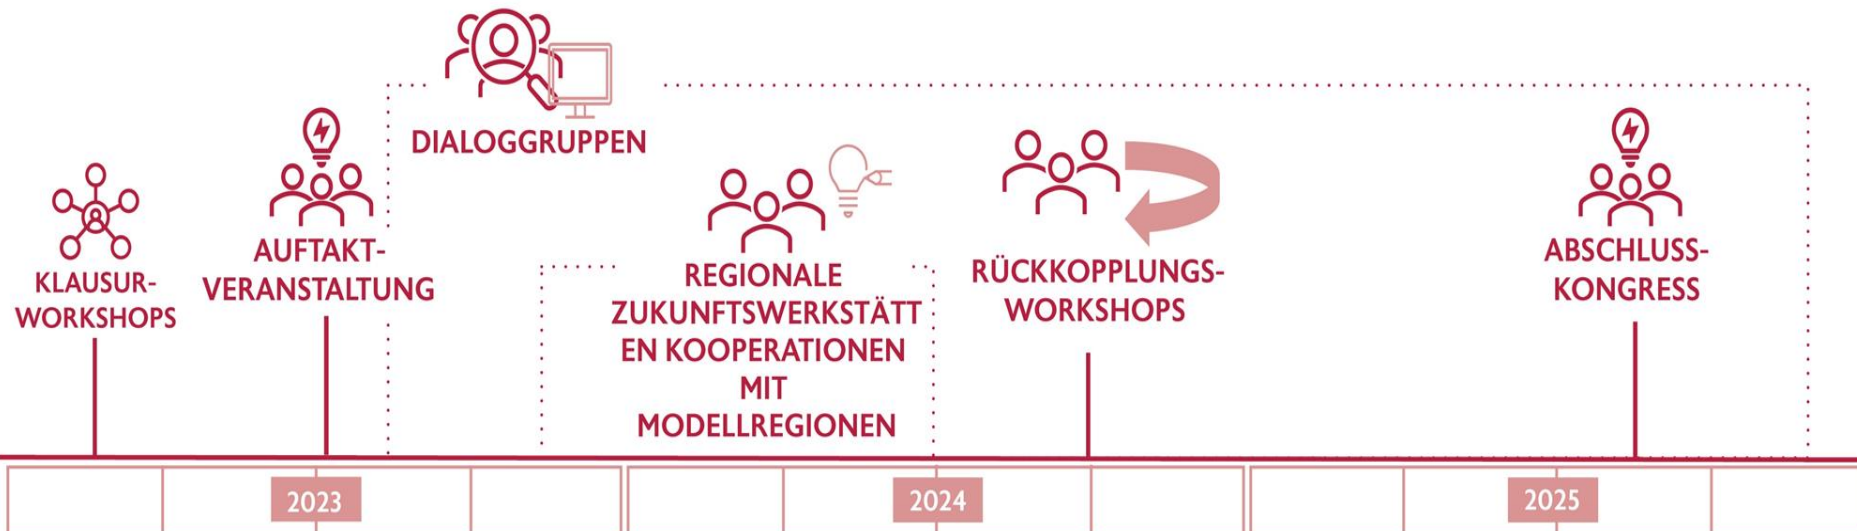 DIALOGGRUPPEN
KLAUSUR-
WORKSHOPS
AUFTAKT-
VERANSTALTUNG
REGIONALE
ZUKUNFTSWERKSTÄTT
EN KOOPERATIONEN
MIT
MODELLREGIONEN
RÜCKKOPPLUNGS-
WORKSHOPS
ABSCHLUSS-
KONGRESS
2023
2024
2025